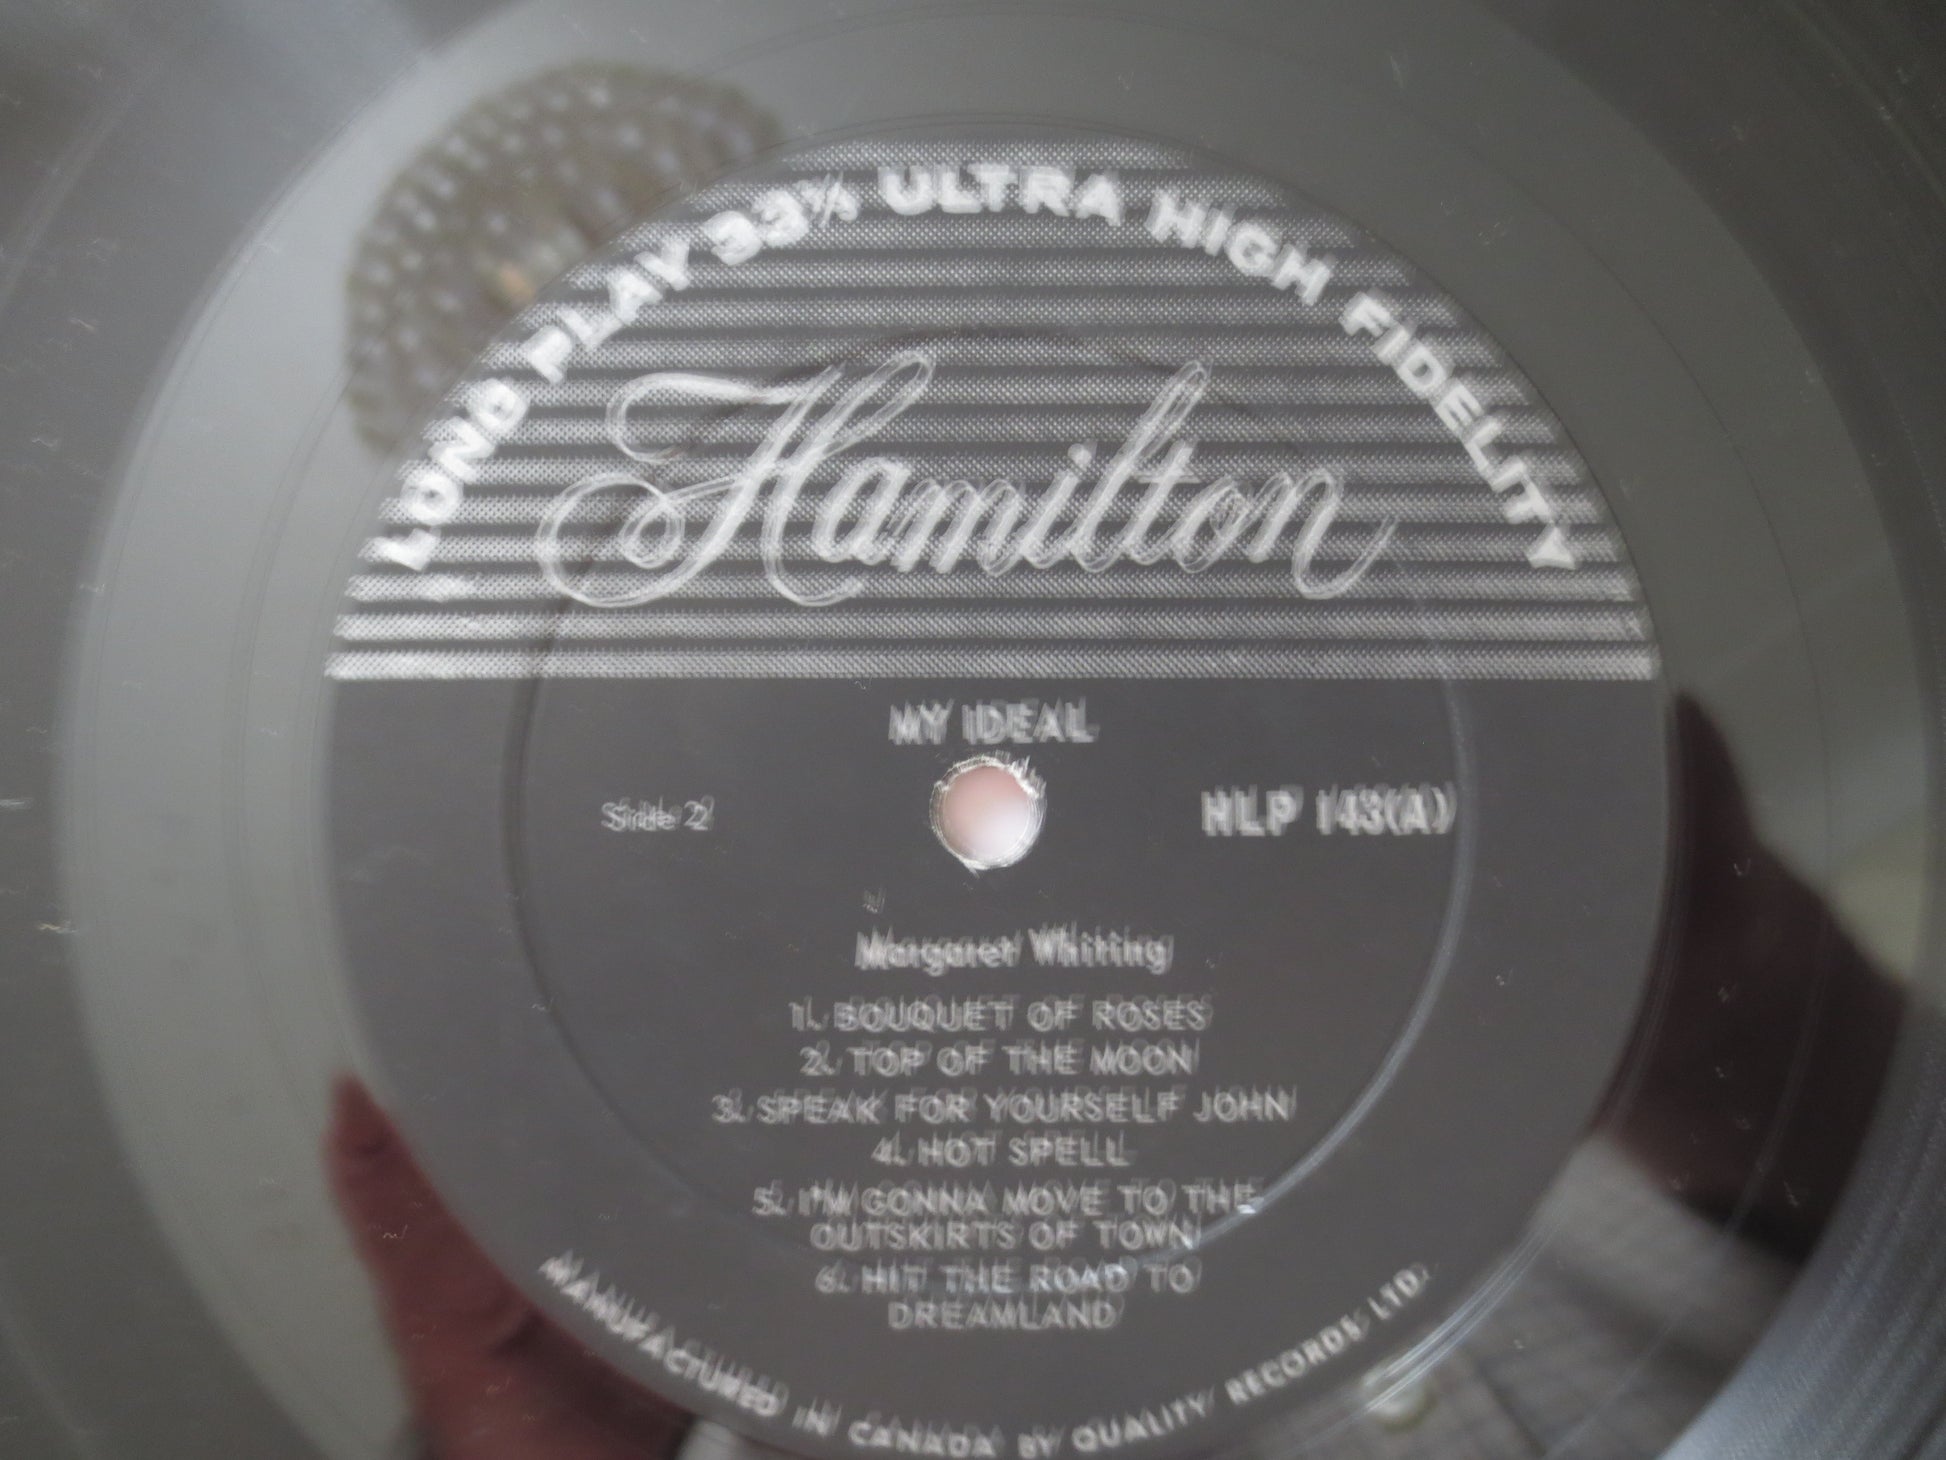 LONG PLAY 33⅓ ULTRA HIGH FIDELITY
Hamilton
MY IDEAL
Side 2
HLP 143(A)
Margaret Whiting
1. BOUQUET OF ROSES
2. TOP OF THE MOON
3. SPEAK FOR YOURSELF JOHN
4. HOT SPELL
5. I'M GONNA MOVE TO THE
OUTSKIRTS OF TOWN
6. HIT THE ROAD TO
DREAMLAND
MANUFACTURED IN CANADA BY QUALITY RECORDS LTD.